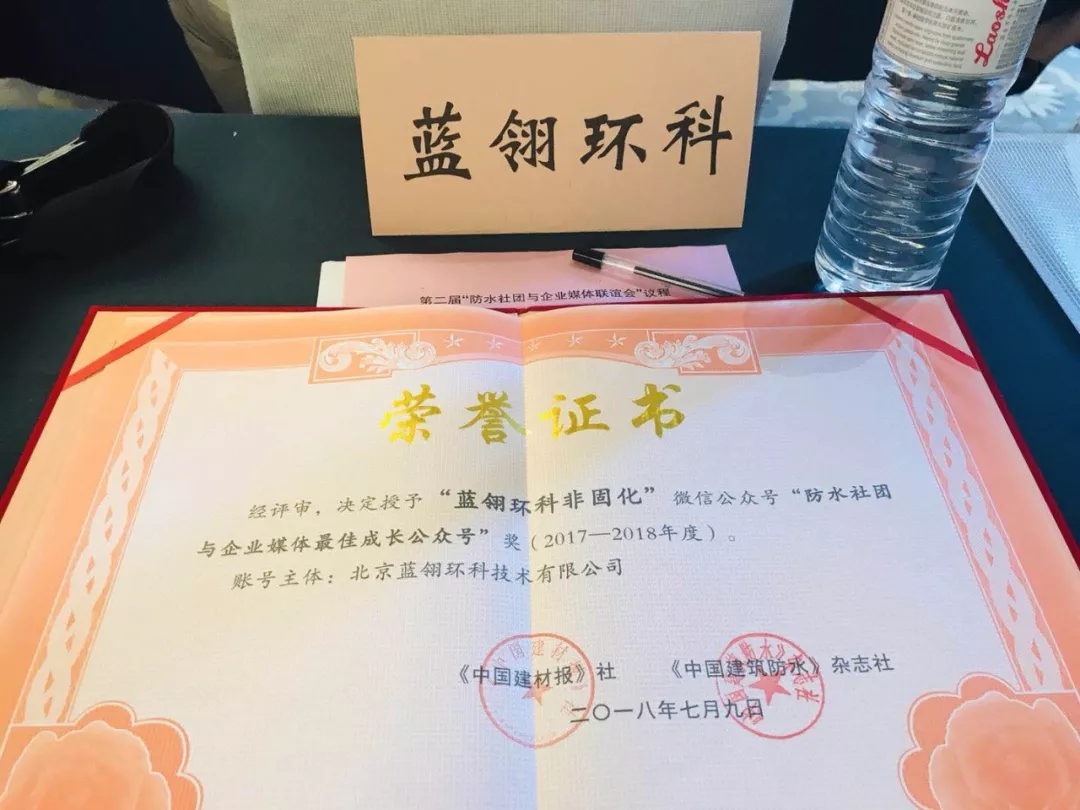 蓝翎环科
Laosh
第二届“防水社团与企业媒体联谊会”议程
荣誉证书
经评审，决定授予“蓝翎环科非固化”微信公众号“防水社团
与企业媒体最佳成长公众号”奖（2017—2018年度）。
账号主体：北京蓝翎环科技术有限公司
《中国建材报》社 《中国建筑防水》杂志社
二〇一八年七月九日